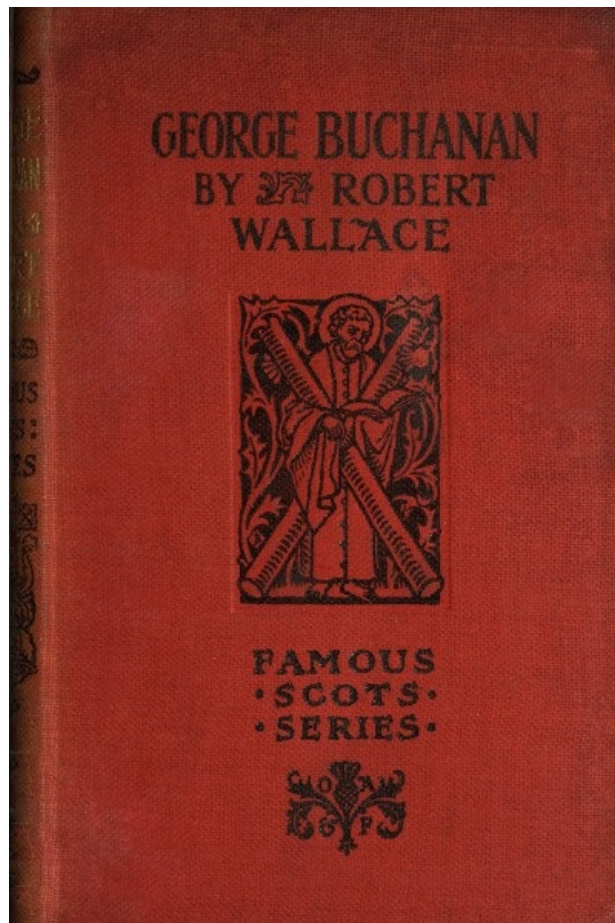 GEORGE BUCHANAN
BY ROBERT
WALLACE
FAMOUS
·SCOTS·
·SERIES·
O A
& F